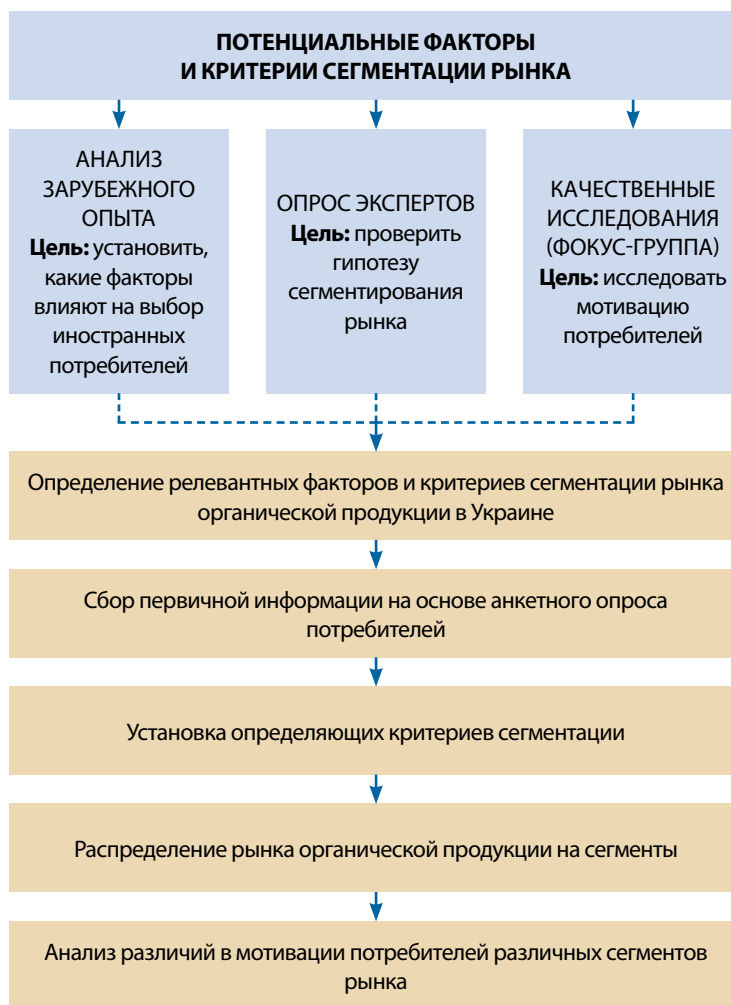 ПОТЕНЦИАЛЬНЫЕ ФАКТОРЫ
И КРИТЕРИИ СЕГМЕНТАЦИИ РЫНКА
АНАЛИЗ
ЗАРУБЕЖНОГО
ОПЫТА
Цель: установить,
какие факторы
влияют на выбор
иностранных
потребителей
ОПРОС ЭКСПЕРТОВ
Цель: проверить
гипотезу
сегментирования
рынка
КАЧЕСТВЕННЫЕ
ИССЛЕДОВАНИЯ
(ФОКУС-ГРУППА)
Цель: исследовать
мотивацию
потребителей
Определение релевантных факторов и критериев сегментации рынка
органической продукции в Украине
Сбор первичной информации на основе анкетного опроса
потребителей
Установка определяющих критериев сегментации
Распределение рынка органической продукции на сегменты
Анализ различий в мотивации потребителей различных сегментов
рынка